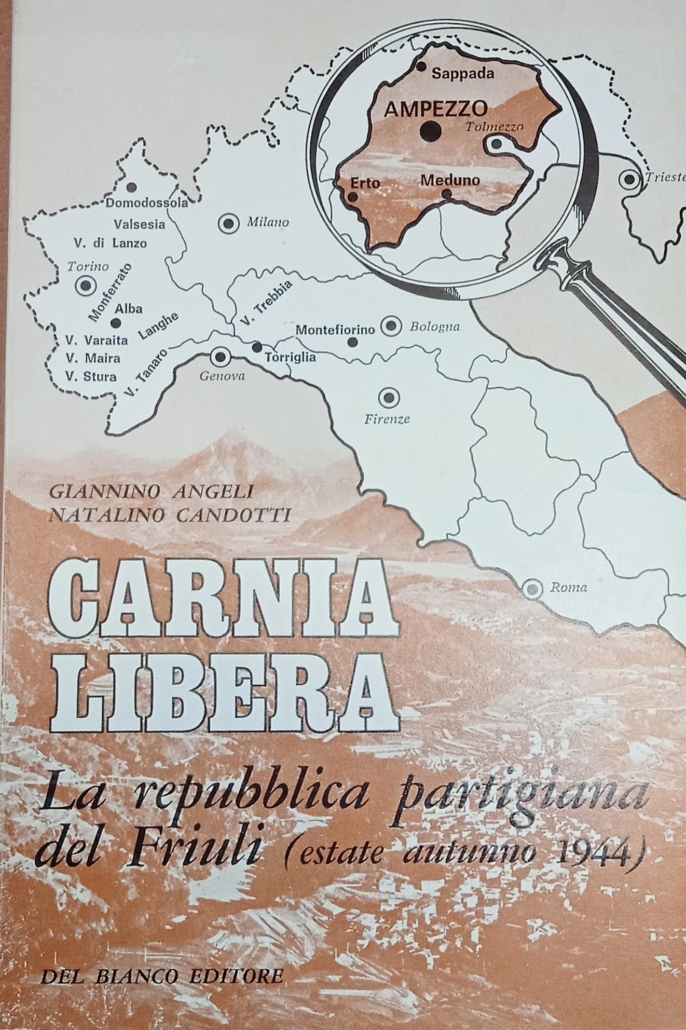 Sappada
AMPEZZO
Tolmezzo
Erto
Meduno
Trieste
Domodossola
Valsesia
V. di Lanzo
Milano
Torino
Monferrato
Alba
Langhe
V. Varaita
V. Maira
V. Stura
V. Tanaro
V. Trebbia
Montefiorino
Bologna
Torriglia
Genova
Firenze
Roma
GIANNINO ANGELI
NATALINO CANDOTTI
CARNIA
LIBERA
La repubblica partigiana
del Friuli (estate autunno 1944)
DEL BIANCO EDITORE